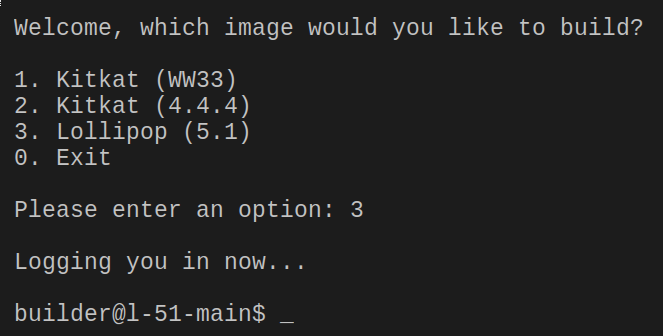 Welcome, which image would you like to build?
1. Kitkat (WW33)
2. Kitkat (4.4.4)
3. Lollipop (5.1)
0. Exit
Please enter an option: 3
Logging you in now...
builder@l-51-main$ _